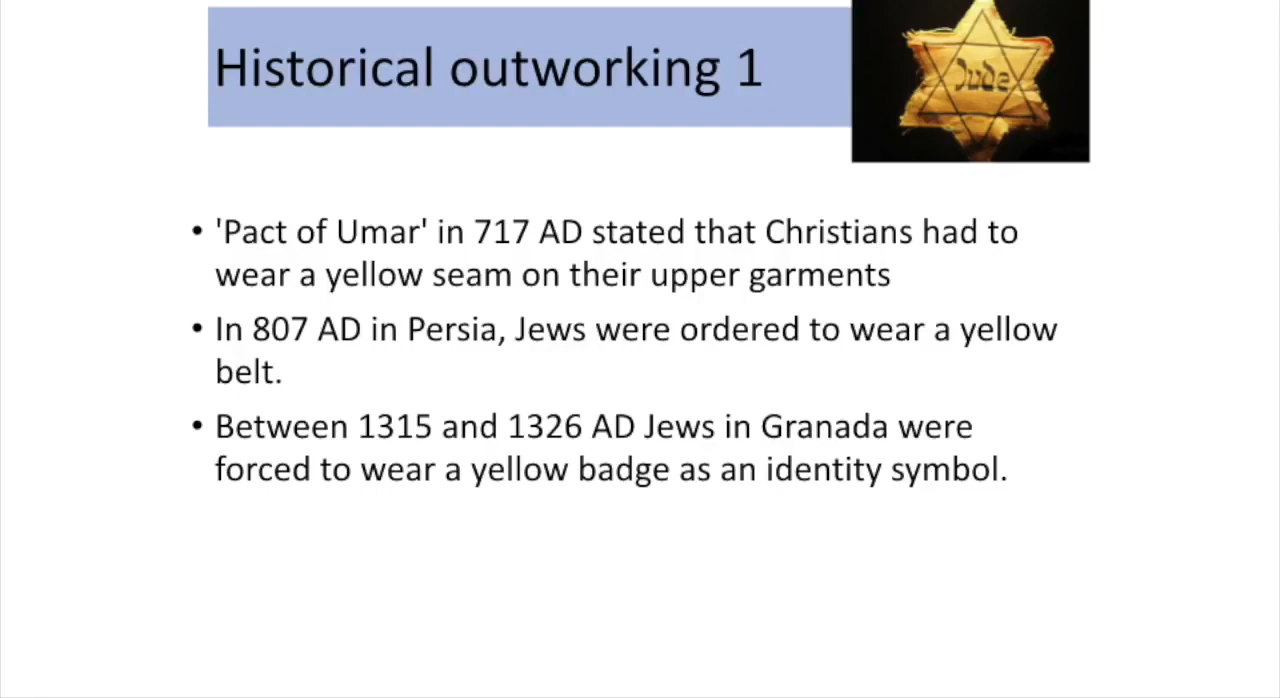 Historical outworking 1
Jude
• 'Pact of Umar' in 717 AD stated that Christians had to
wear a yellow seam on their upper garments
• In 807 AD in Persia, Jews were ordered to wear a yellow
belt.
• Between 1315 and 1326 AD Jews in Granada were
forced to wear a yellow badge as an identity symbol.